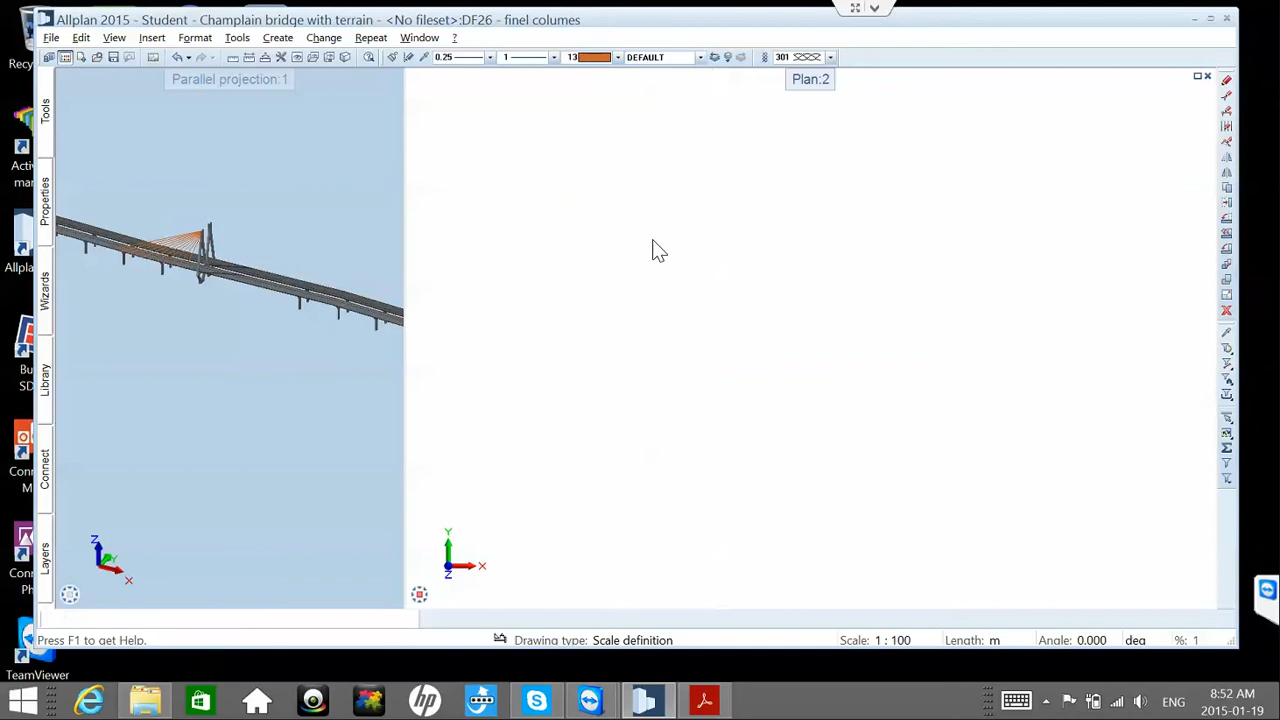 Allplan 2015 - Student - Champlain bridge with terrain - <No fileset>:DF26 - finel columes
File Edit View Insert Format Tools Create Change Repeat Window ?
0.25 1 13 DEFAULT 301
Parallel projection:1
Plan:2
Tools
Properties
Wizards
Library
Connect
Layers
Z
Y
X
Y
X
Z
Press F1 to get Help.
Drawing type: Scale definition
Scale: 1 : 100
Length: m
Angle: 0.000
deg
%: 1
TeamViewer
hp
ENG
8:52 AM
2015-01-19